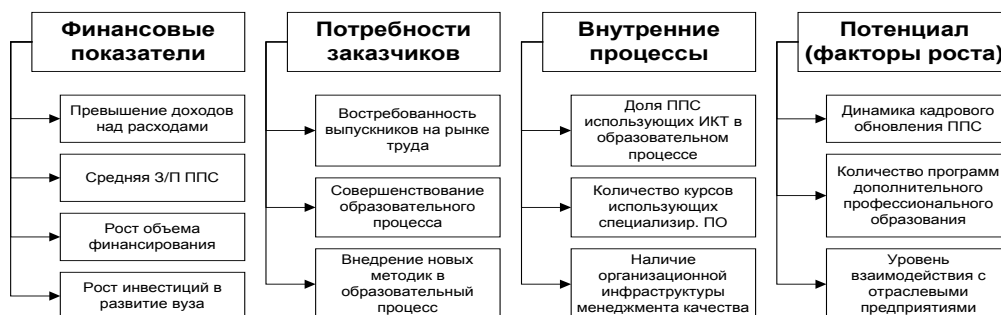 Финансовые
показатели
Превышение доходов
над расходами
Средняя З/П ППС
Рост объема
финансирования
Рост инвестиций в
развитие вуза
Потребности
заказчиков
Востребованность
выпускников на рынке
труда
Совершенствование
образовательного
процесса
Внедрение новых
методик в
образовательный
процесс
Внутренние
процессы
Доля ППС
использующих ИКТ в
образовательном
процессе
Количество курсов
использующих
специализир. ПО
Наличие
организационной
инфраструктуры
менеджмента качества
Потенциал
(факторы роста)
Динамика кадрового
обновления ППС
Количество программ
дополнительного
профессионального
образования
Уровень
взаимодействия с
отраслевыми
предприятиями